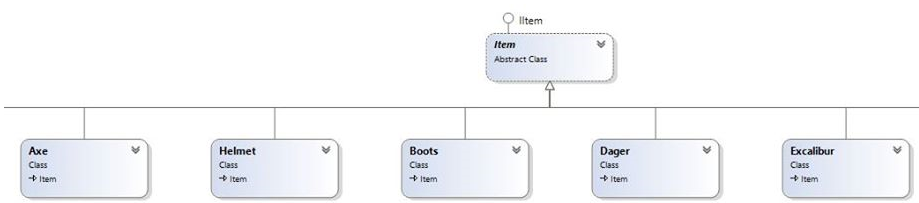 IItem
Item
Abstract Class
Axe
Class
Item
Helmet
Class
Item
Boots
Class
Item
Dager
Class
Item
Excalibur
Class
Item